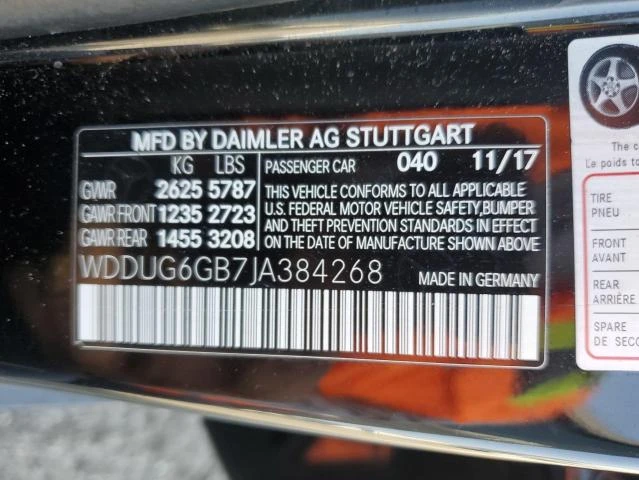 MFD BY DAIMLER AG STUTTGART
KG LBS
GVWR 2625 5787
GAWR FRONT 1235 2723
GAWR REAR 1455 3208
PASSENGER CAR 040 11/17
THIS VEHICLE CONFORMS TO ALL APPLICABLE
U.S. FEDERAL MOTOR VEHICLE SAFETY,BUMPER
AND THEFT PREVENTION STANDARDS IN EFFECT
ON DATE OF MANUFACTURE SHOWN ABOVE.
WDDUG6GB7JA384268 MADE IN GERMANY
The c
Le poids to
TIRE
PNEU
FRONT
AVANT
REAR
ARRIÈRE
SPARE
DE SECO